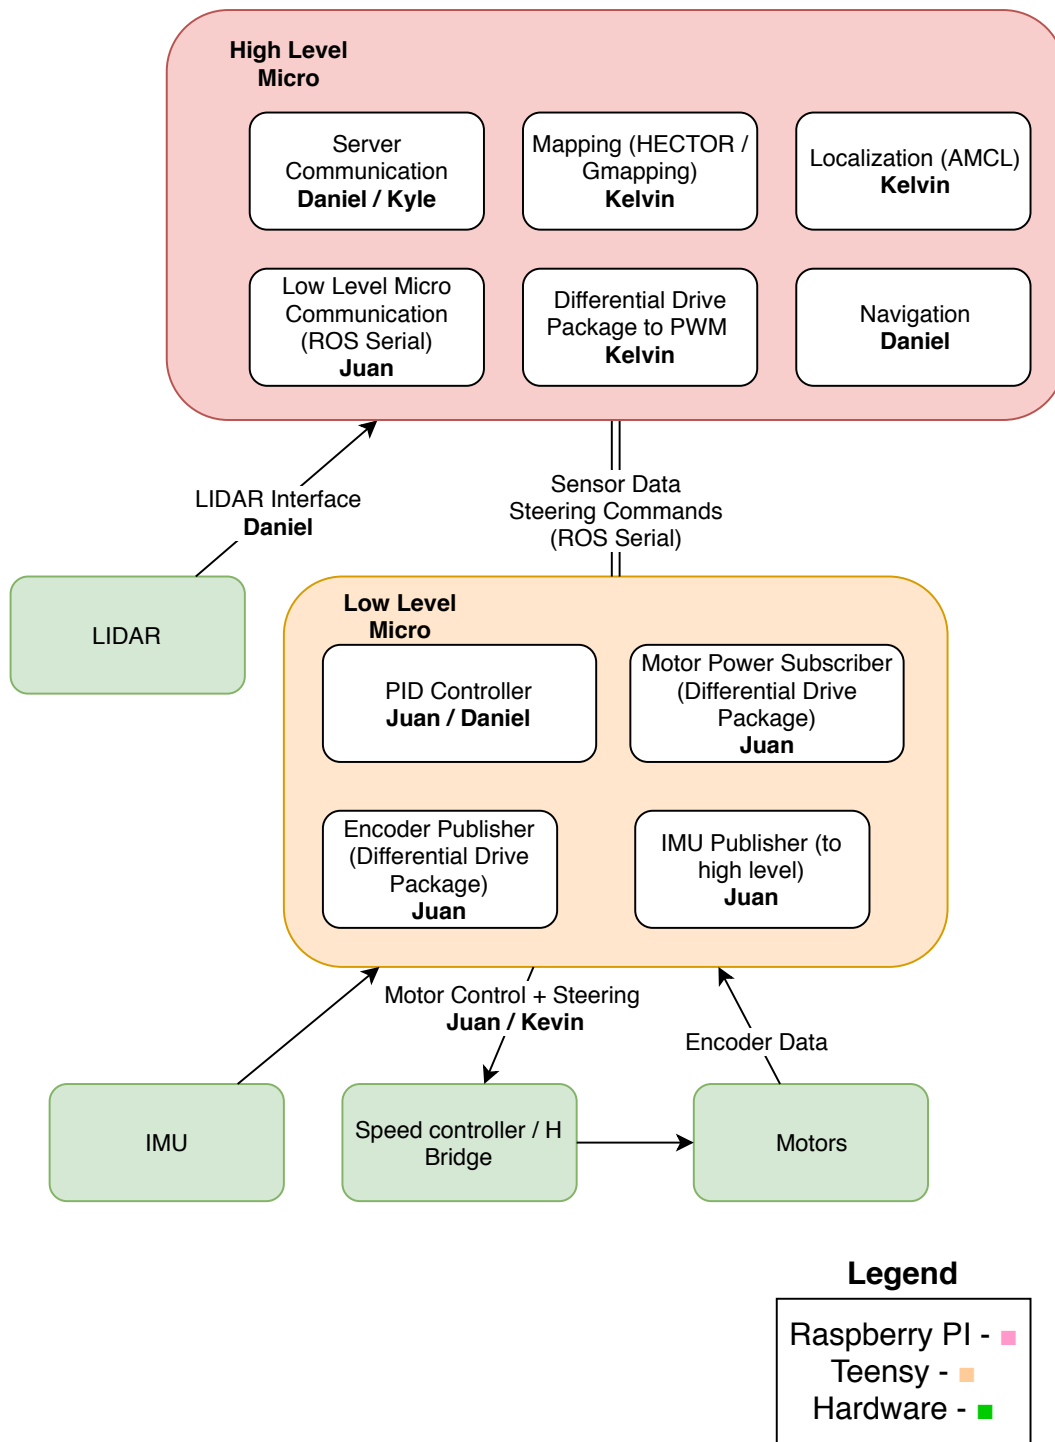 High Level
Micro
Server
Communication
Daniel / Kyle
Mapping (HECTOR /
Gmapping)
Kelvin
Localization (AMCL)
Kelvin
Low Level Micro
Communication
(ROS Serial)
Juan
Differential Drive
Package to PWM
Kelvin
Navigation
Daniel
LIDAR Interface
Daniel
Sensor Data
Steering Commands
(ROS Serial)
LIDAR
Low Level
Micro
PID Controller
Juan / Daniel
Motor Power Subscriber
(Differential Drive
Package)
Juan
Encoder Publisher
(Differential Drive
Package)
Juan
IMU Publisher (to
high level)
Juan
Motor Control + Steering
Juan / Kevin
Encoder Data
IMU
Speed controller / H
Bridge
Motors
Legend
Raspberry PI -
Teensy -
Hardware -